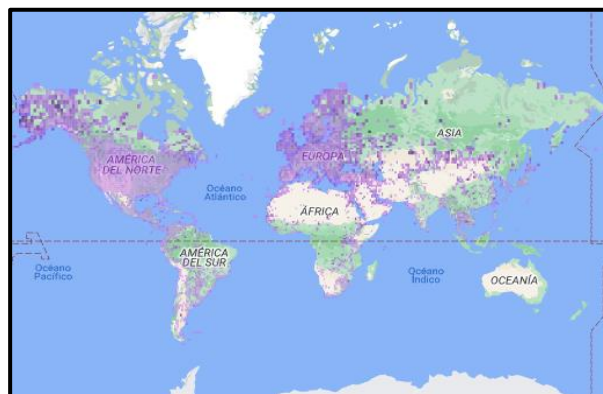 ASIA
AMÉRICA
DEL NORTE
EUROPA
Océano
Atlántico
ÁFRICA
Océano
Pacífico
AMÉRICA
DEL SUR
Océano
Índico
OCEANÍA